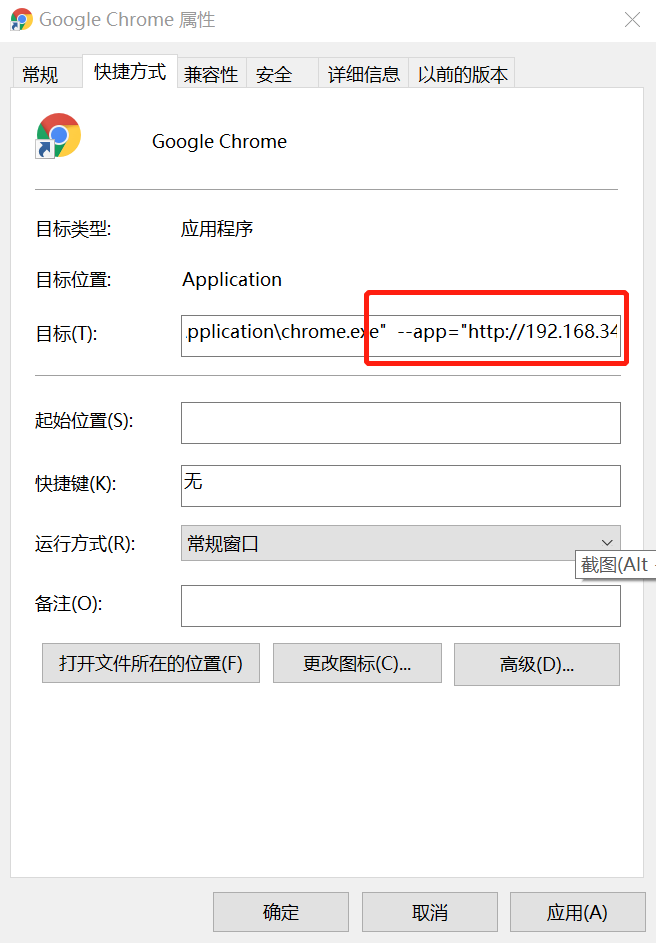 Google Chrome 属性
常规 快捷方式 兼容性 安全 详细信息 以前的版本
Google Chrome
目标类型: 应用程序
目标位置: Application
目标(T): pplication\chrome.exe" --app="http://192.168.34
起始位置(S):
快捷键(K): 无
运行方式(R): 常规窗口
截图(Alt
备注(O):
打开文件所在的位置(F) 更改图标(C)... 高级(D)...
确定 取消 应用(A)